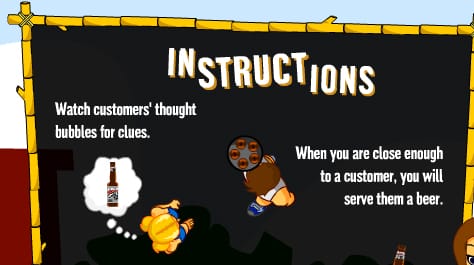 INSTRUCTIONS
Watch customers' thought
bubbles for clues.
When you are close enough
to a customer, you will
serve them a beer.